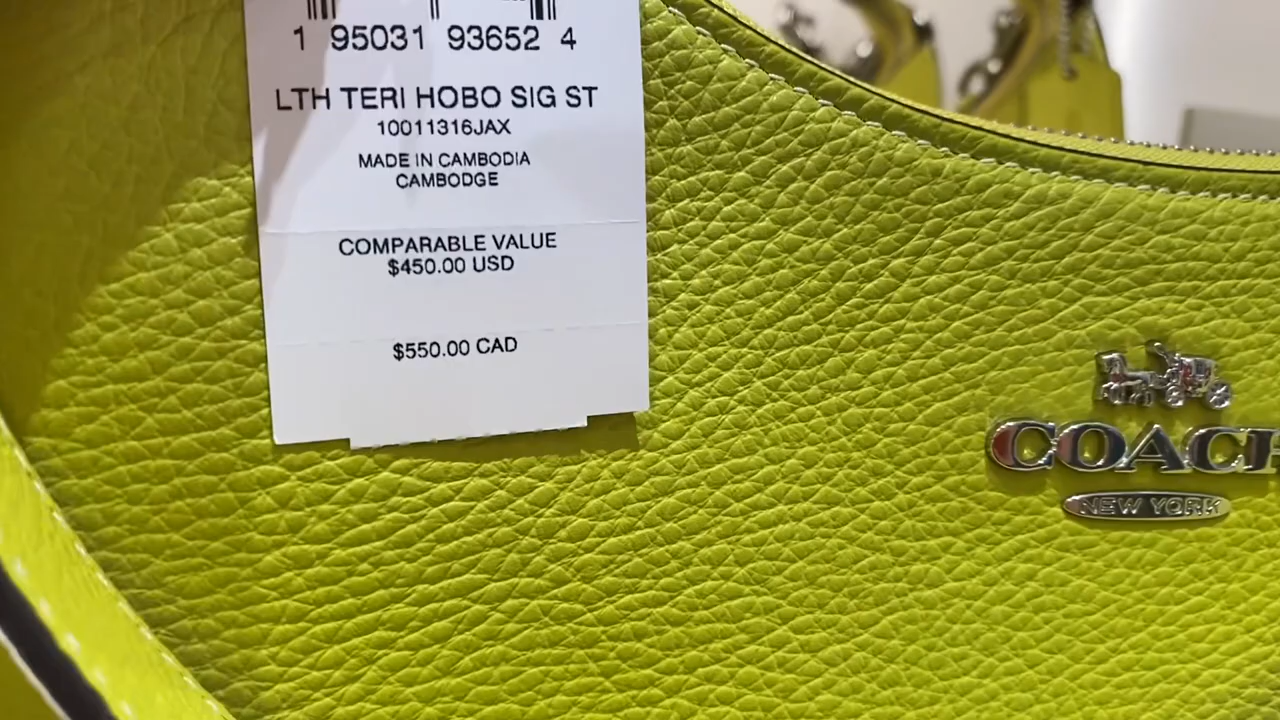 1 95031 93652 4
LTH TERI HOBO SIG ST
10011316JAX
MADE IN CAMBODIA
CAMBODGE
COMPARABLE VALUE
$450.00 USD
$550.00 CAD
COACH
NEW YORK